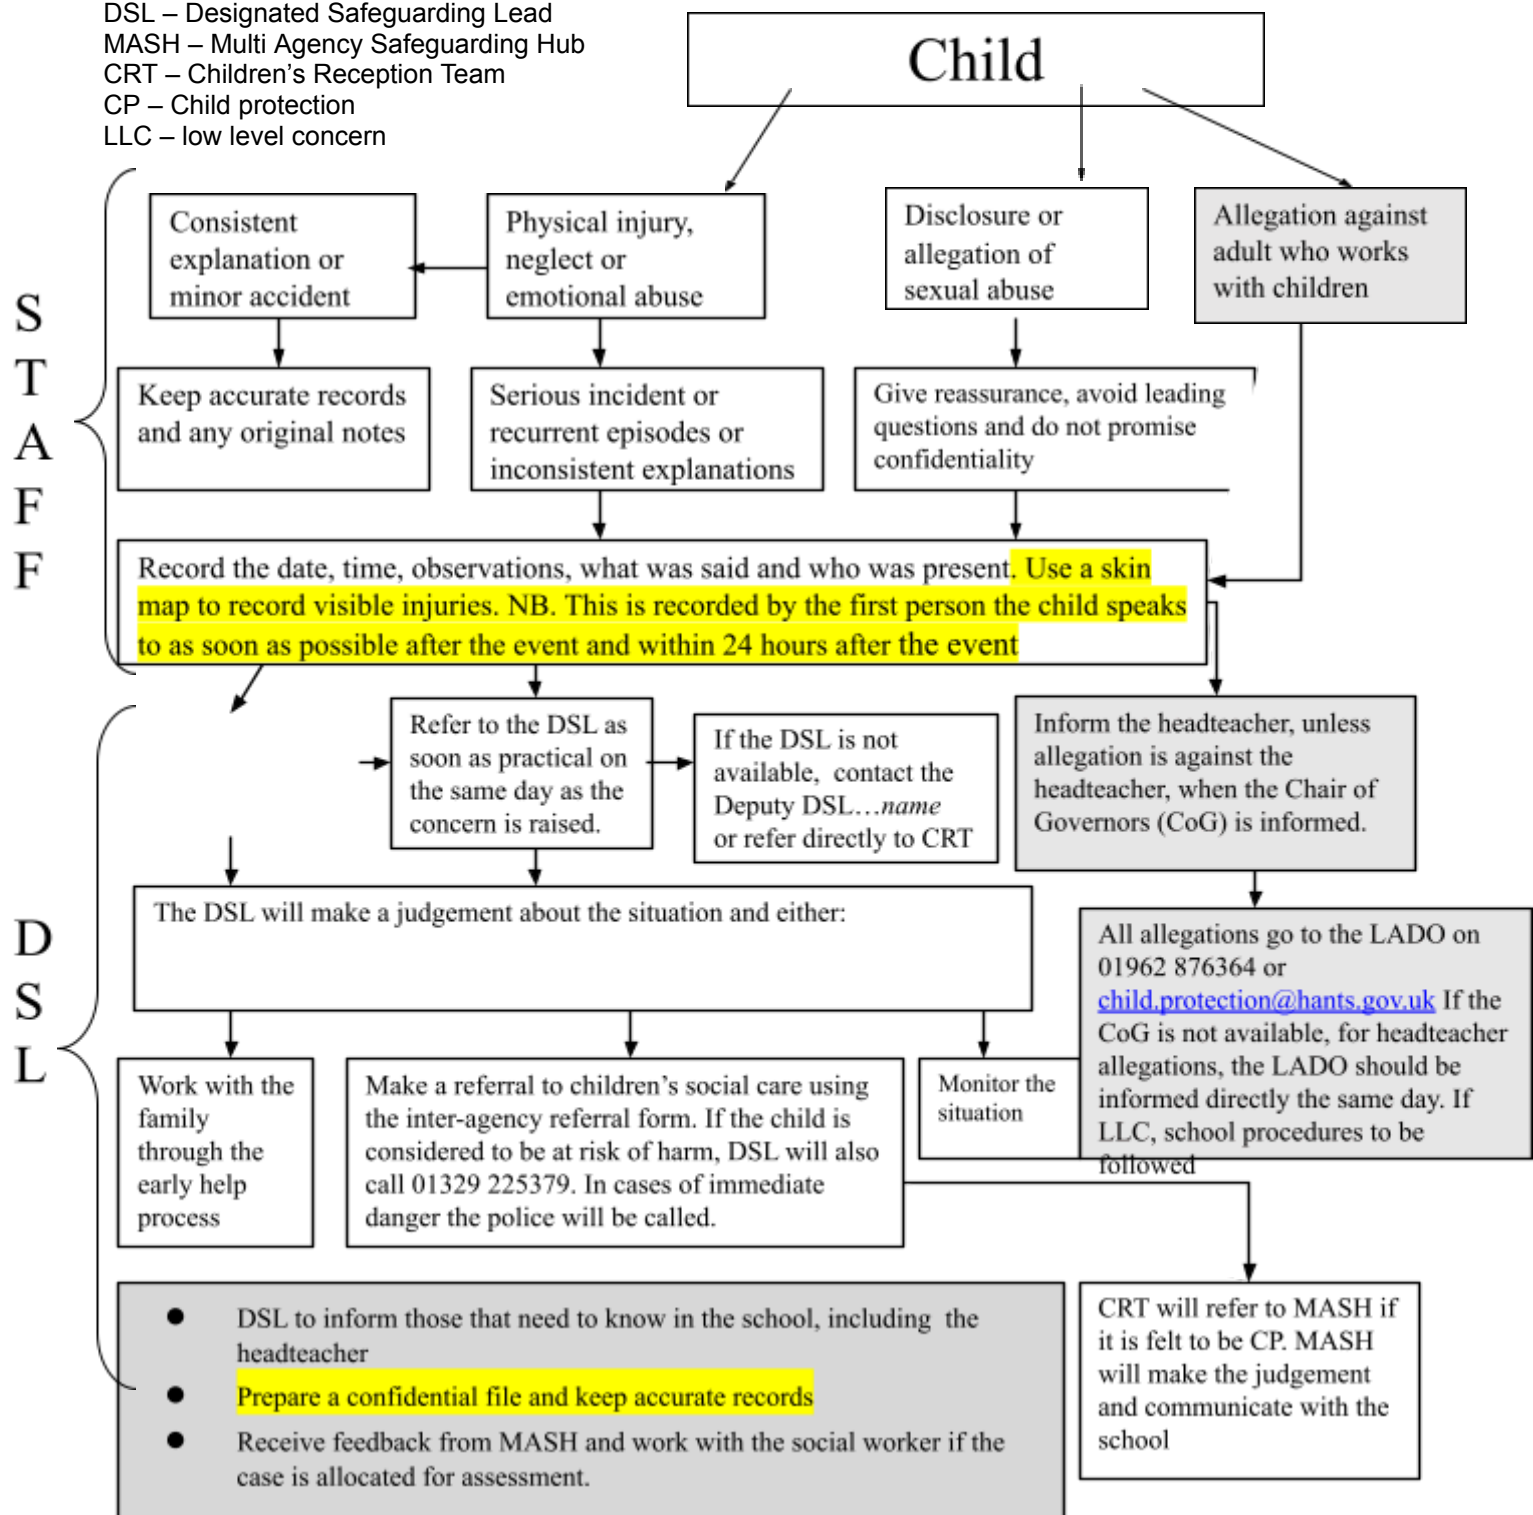 DSL – Designated Safeguarding Lead
MASH – Multi Agency Safeguarding Hub
CRT – Children's Reception Team
CP – Child protection
LLC – low level concern
Child
S
T
A
F
F
Consistent
explanation or
minor accident
Physical injury,
neglect or
emotional abuse
Disclosure or
allegation of
sexual abuse
Allegation against
adult who works
with children
Keep accurate records
and any original notes
Serious incident or
recurrent episodes or
inconsistent explanations
Give reassurance, avoid leading
questions and do not promise
confidentiality
Record the date, time, observations, what was said and who was present. Use a skin
map to record visible injuries. NB. This is recorded by the first person the child speaks
to as soon as possible after the event and within 24 hours after the event
D
S
L
Refer to the DSL as
soon as practical on
the same day as the
concern is raised.
If the DSL is not
available,  contact the
Deputy DSL…name
or refer directly to CRT
Inform the headteacher, unless
allegation is against the
headteacher, when the Chair of
Governors (CoG) is informed.
The DSL will make a judgement about the situation and either:
All allegations go to the LADO on
01962 876364 or
child.protection@hants.gov.uk If the
CoG is not available, for headteacher
allegations, the LADO should be
informed directly the same day. If
LLC, school procedures to be
followed
Work with the
family
through the
early help
process
Make a referral to children's social care using
the inter-agency referral form. If the child is
considered to be at risk of harm, DSL will also
call 01329 225379. In cases of immediate
danger the police will be called.
Monitor the
situation
● DSL to inform those that need to know in the school, including  the
headteacher
● Prepare a confidential file and keep accurate records
● Receive feedback from MASH and work with the social worker if the
case is allocated for assessment.
CRT will refer to MASH if
it is felt to be CP. MASH
will make the judgement
and communicate with the
school